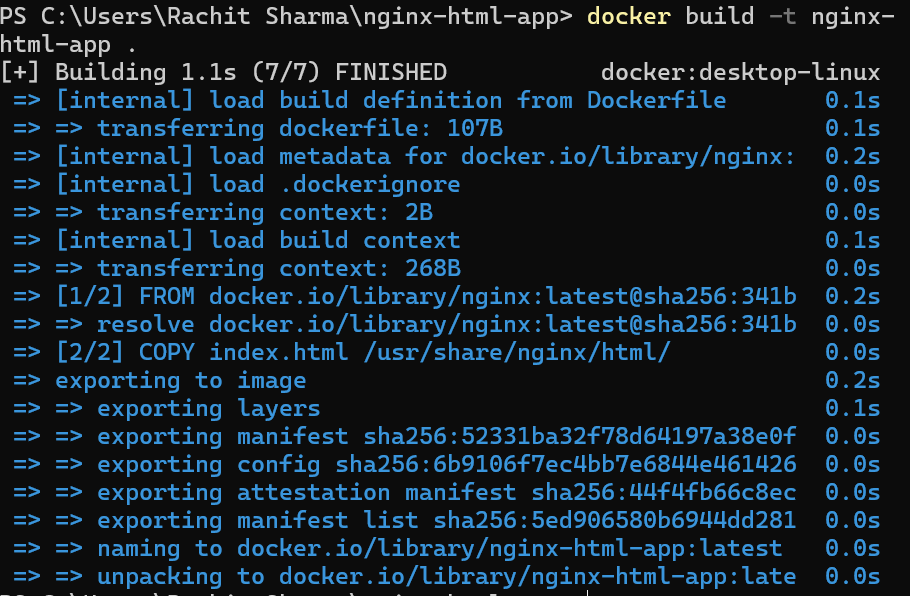 PS C:\Users\Rachit Sharma\nginx-html-app> docker build -t nginx-
html-app .
[+] Building 1.1s (7/7) FINISHED docker:desktop-linux
=> [internal] load build definition from Dockerfile 0.1s
=> => transferring dockerfile: 107B 0.1s
=> [internal] load metadata for docker.io/library/nginx: 0.2s
=> [internal] load .dockerignore 0.0s
=> => transferring context: 2B 0.0s
=> [internal] load build context 0.1s
=> => transferring context: 268B 0.0s
=> [1/2] FROM docker.io/library/nginx:latest@sha256:341b 0.2s
=> => resolve docker.io/library/nginx:latest@sha256:341b 0.0s
=> [2/2] COPY index.html /usr/share/nginx/html/ 0.0s
=> exporting to image 0.2s
=> => exporting layers 0.1s
=> => exporting manifest sha256:52331ba32f78d64197a38e0f 0.0s
=> => exporting config sha256:6b9106f7ec4bb7e6844e461426 0.0s
=> => exporting attestation manifest sha256:44f4fb66c8ec 0.0s
=> => exporting manifest list sha256:5ed906580b6944dd281 0.0s
=> => naming to docker.io/library/nginx-html-app:latest 0.0s
=> => unpacking to docker.io/library/nginx-html-app:late 0.0s